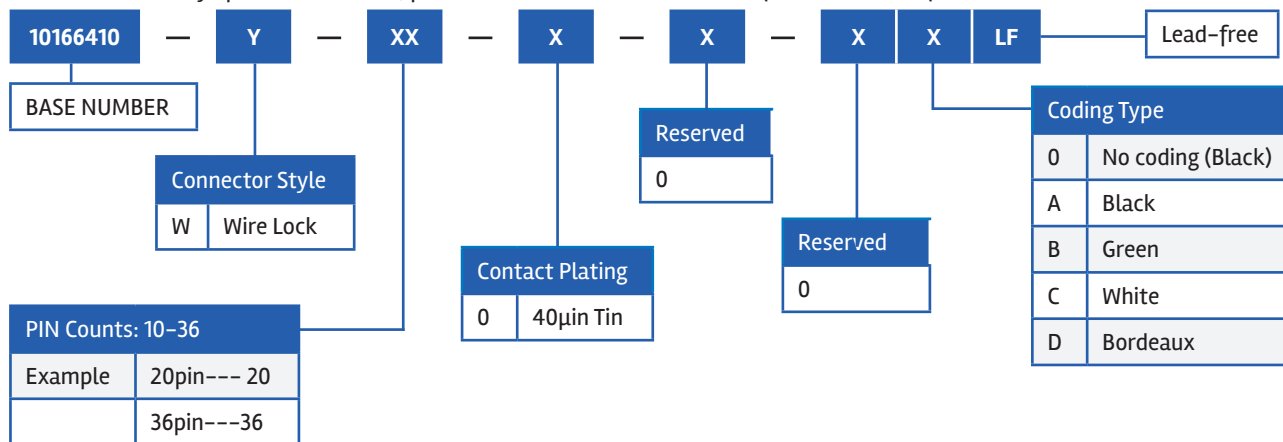 10166410 — Y — XX — X — X — X X LF Lead-free
BASE NUMBER
Connector Style
W Wire Lock
PIN Counts: 10-36
Example 20pin--- 20
36pin---36
Contact Plating
0 40µin Tin
Reserved
0
Reserved
0
Coding Type
0 No coding (Black)
A Black
B Green
C White
D Bordeaux